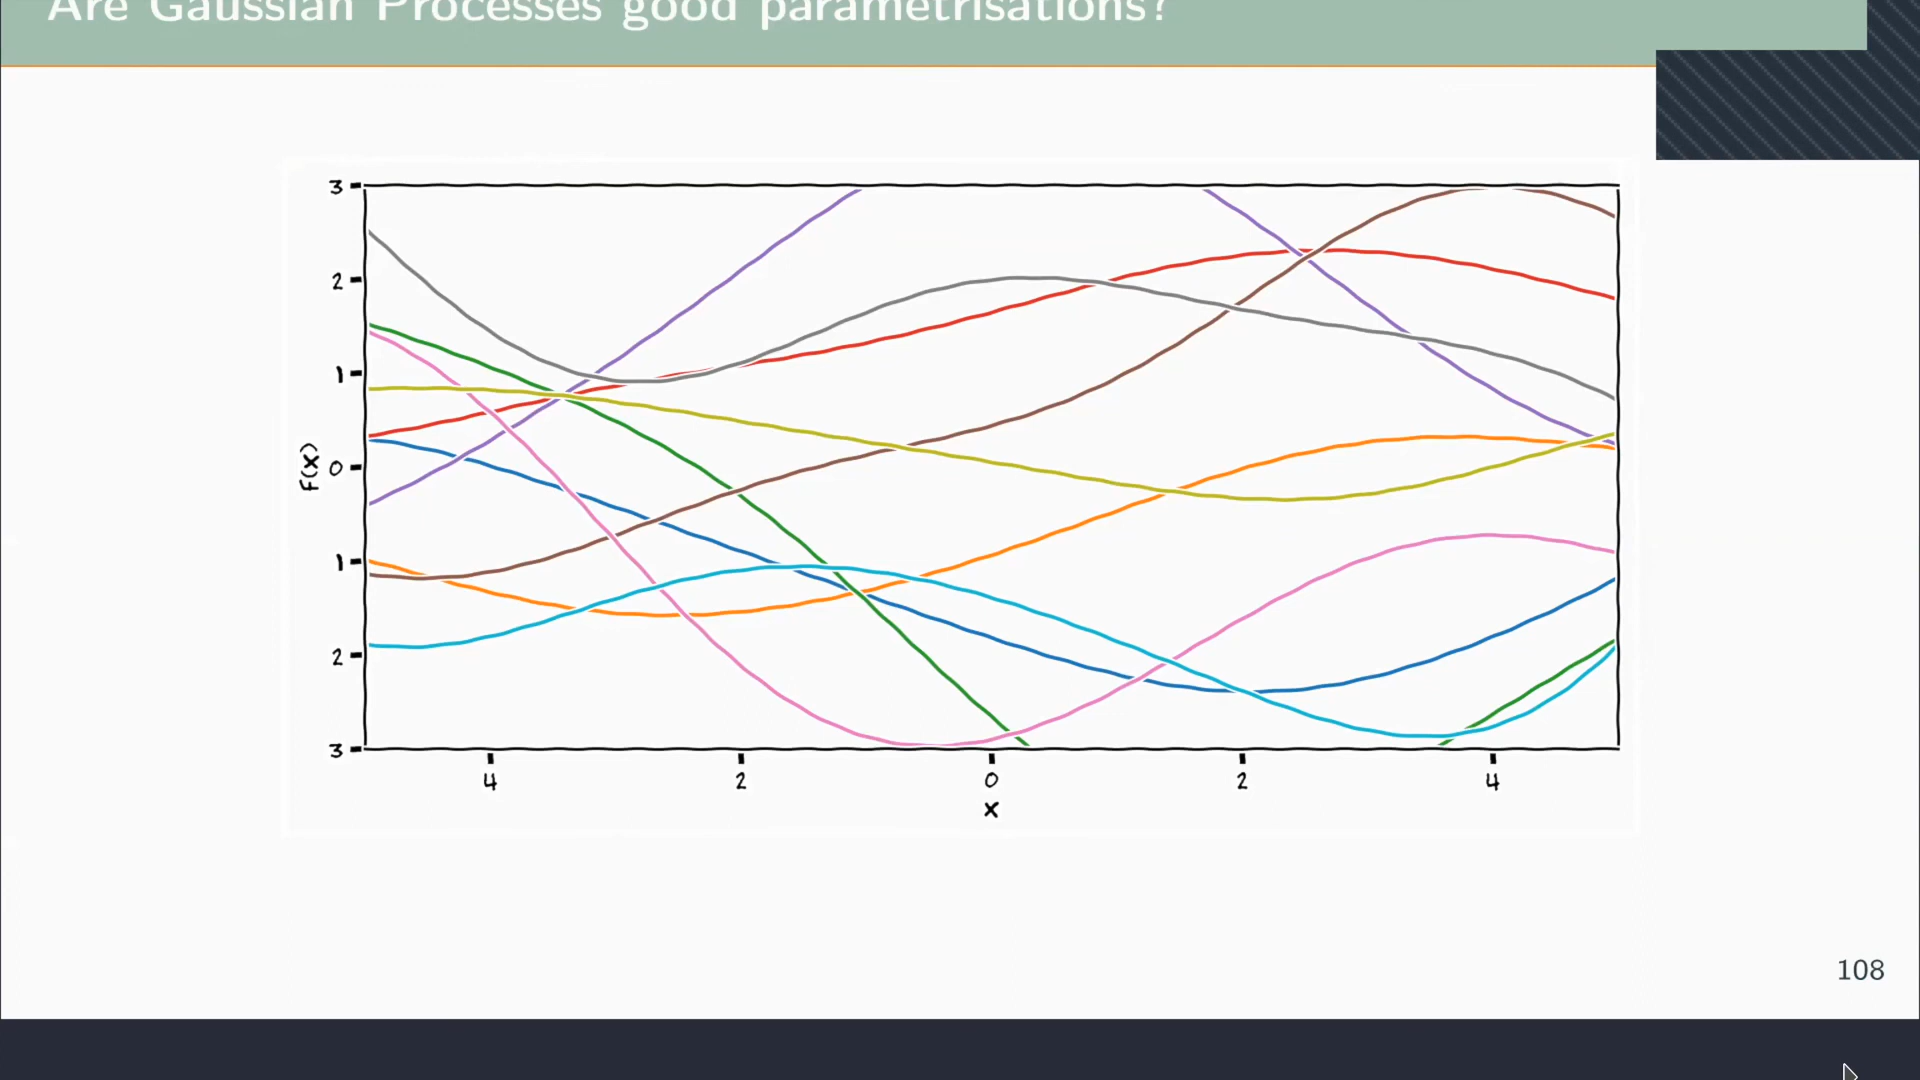 Are Gaussian Processes good parametrisations?
3
2
1
0
1
2
3
f(x)
4 2 0 2 4
x
108